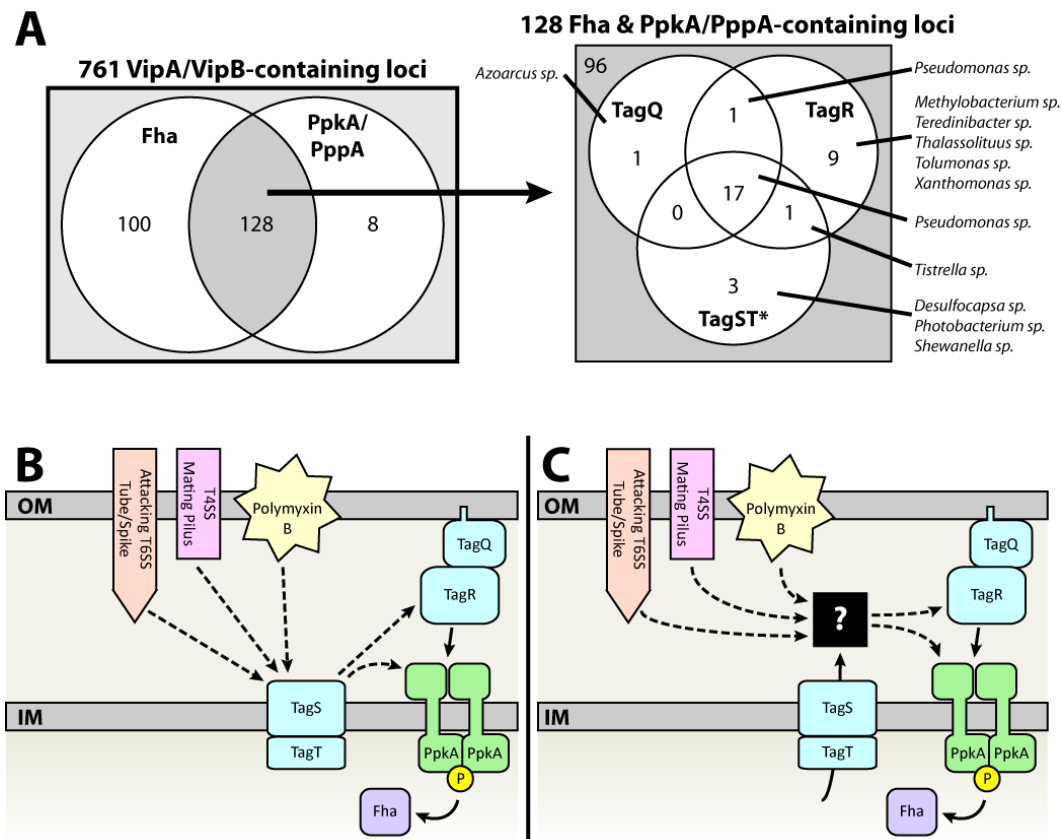 A
761 VipA/VipB-containing loci
Fha
PpkA/
PppA
100
128
8
128 Fha & PpkA/PppA-containing loci
96
Azoarcus sp.
TagQ
TagR
1
1
9
17
0
1
3
TagST*
Pseudomonas sp.
Methylobacterium sp.
Teredinibacter sp.
Thalassolituus sp.
Tolumonas sp.
Xanthomonas sp.
Pseudomonas sp.
Tistrella sp.
Desulfocapsa sp.
Photobacterium sp.
Shewanella sp.
B
OM
Attacking T6SS
Tube/Spike
T4SS
Mating Pilus
Polymyxin
B
TagQ
TagR
IM
TagS
TagT
PpkA
PpkA
P
Fha
C
OM
Attacking T6SS
Tube/Spike
T4SS
Mating Pilus
Polymyxin
B
TagQ
TagR
?
IM
TagS
TagT
PpkA
PpkA
P
Fha